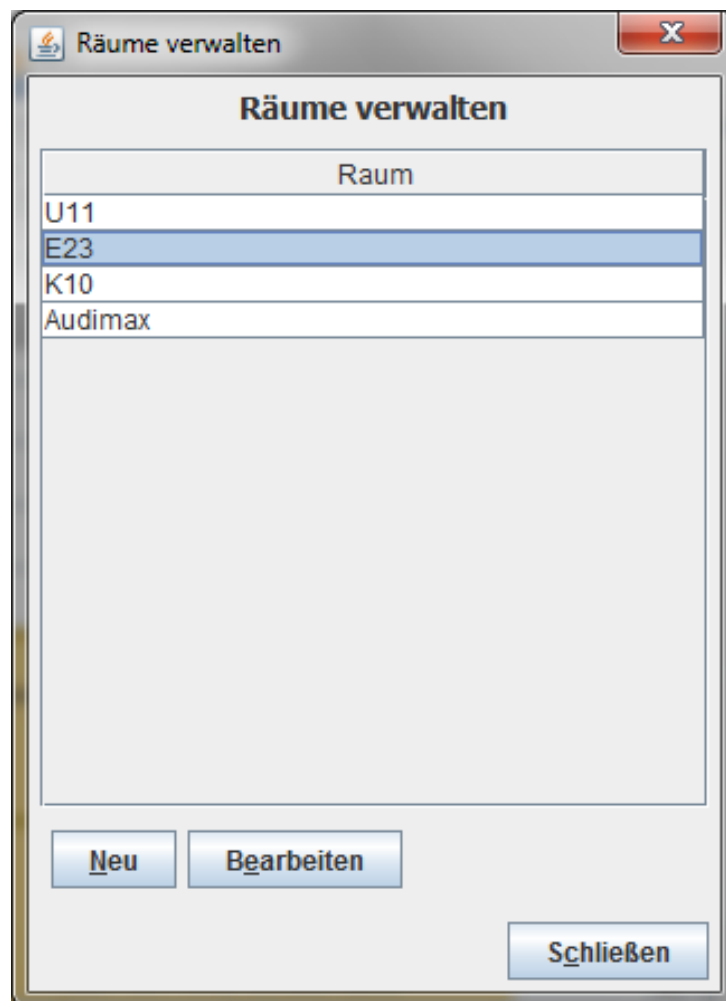 Räume verwalten
Räume verwalten
Raum
U11
E23
K10
Audimax
Neu Bearbeiten
Schließen